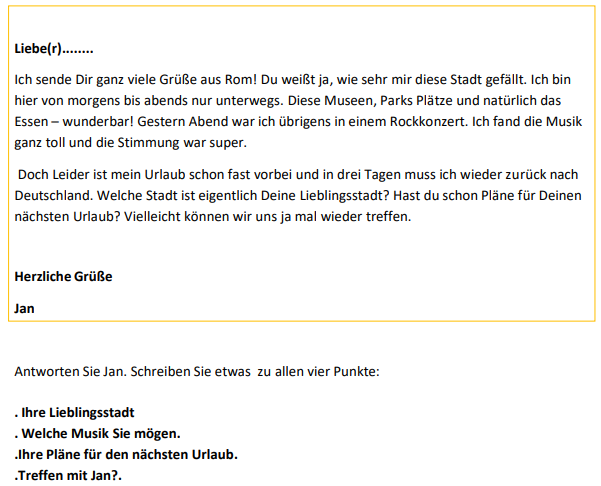 Liebe(r)........
Ich sende Dir ganz viele Grüße aus Rom! Du weißt ja, wie sehr mir diese Stadt gefällt. Ich bin
hier von morgens bis abends nur unterwegs. Diese Museen, Parks Plätze und natürlich das
Essen – wunderbar! Gestern Abend war ich übrigens in einem Rockkonzert. Ich fand die Musik
ganz toll und die Stimmung war super.
Doch Leider ist mein Urlaub schon fast vorbei und in drei Tagen muss ich wieder zurück nach
Deutschland. Welche Stadt ist eigentlich Deine Lieblingsstadt? Hast du schon Pläne für Deinen
nächsten Urlaub? Vielleicht können wir uns ja mal wieder treffen.
Herzliche Grüße
Jan
Antworten Sie Jan. Schreiben Sie etwas  zu allen vier Punkte:
. Ihre Lieblingsstadt
. Welche Musik Sie mögen.
.Ihre Pläne für den nächsten Urlaub.
.Treffen mit Jan?.